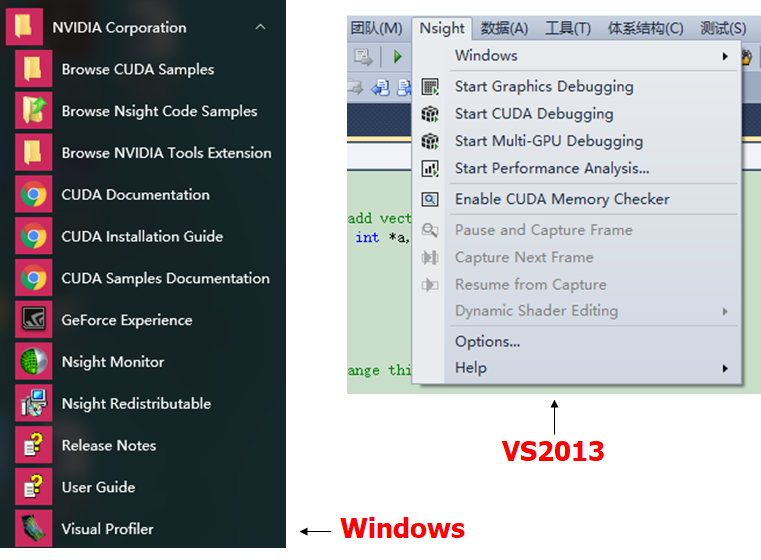 NVIDIA Corporation
Browse CUDA Samples
Browse Nsight Code Samples
Browse NVIDIA Tools Extension
CUDA Documentation
CUDA Installation Guide
CUDA Samples Documentation
GeForce Experience
Nsight Monitor
Nsight Redistributable
Release Notes
User Guide
Visual Profiler
团队(M) Nsight 数据(A) 工具(T) 体系结构(C) 测试(S)
Windows
Start Graphics Debugging
Start CUDA Debugging
Start Multi-GPU Debugging
Start Performance Analysis...
Enable CUDA Memory Checker
add vect
Pause and Capture Frame
int *a,
Capture Next Frame
Resume from Capture
Dynamic Shader Editing
Options...
Help
ange thi
VS2013
Windows